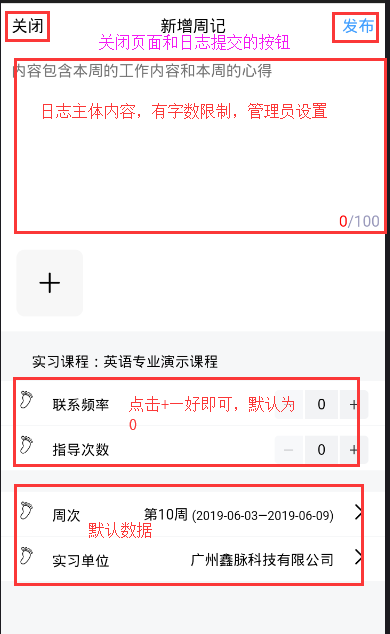 关闭
新增周记
发布
关闭页面和日志提交的按钮
内容包含本周的工作内容和本周的心得
日志主体内容，有字数限制，管理员设置
0/100
+
实习课程：英语专业演示课程
联系频率
点击+一好即可，默认为0
0 +
指导次数
− 0 +
周次
第10周 (2019-06-03—2019-06-09)
默认数据
实习单位
广州鑫脉科技有限公司